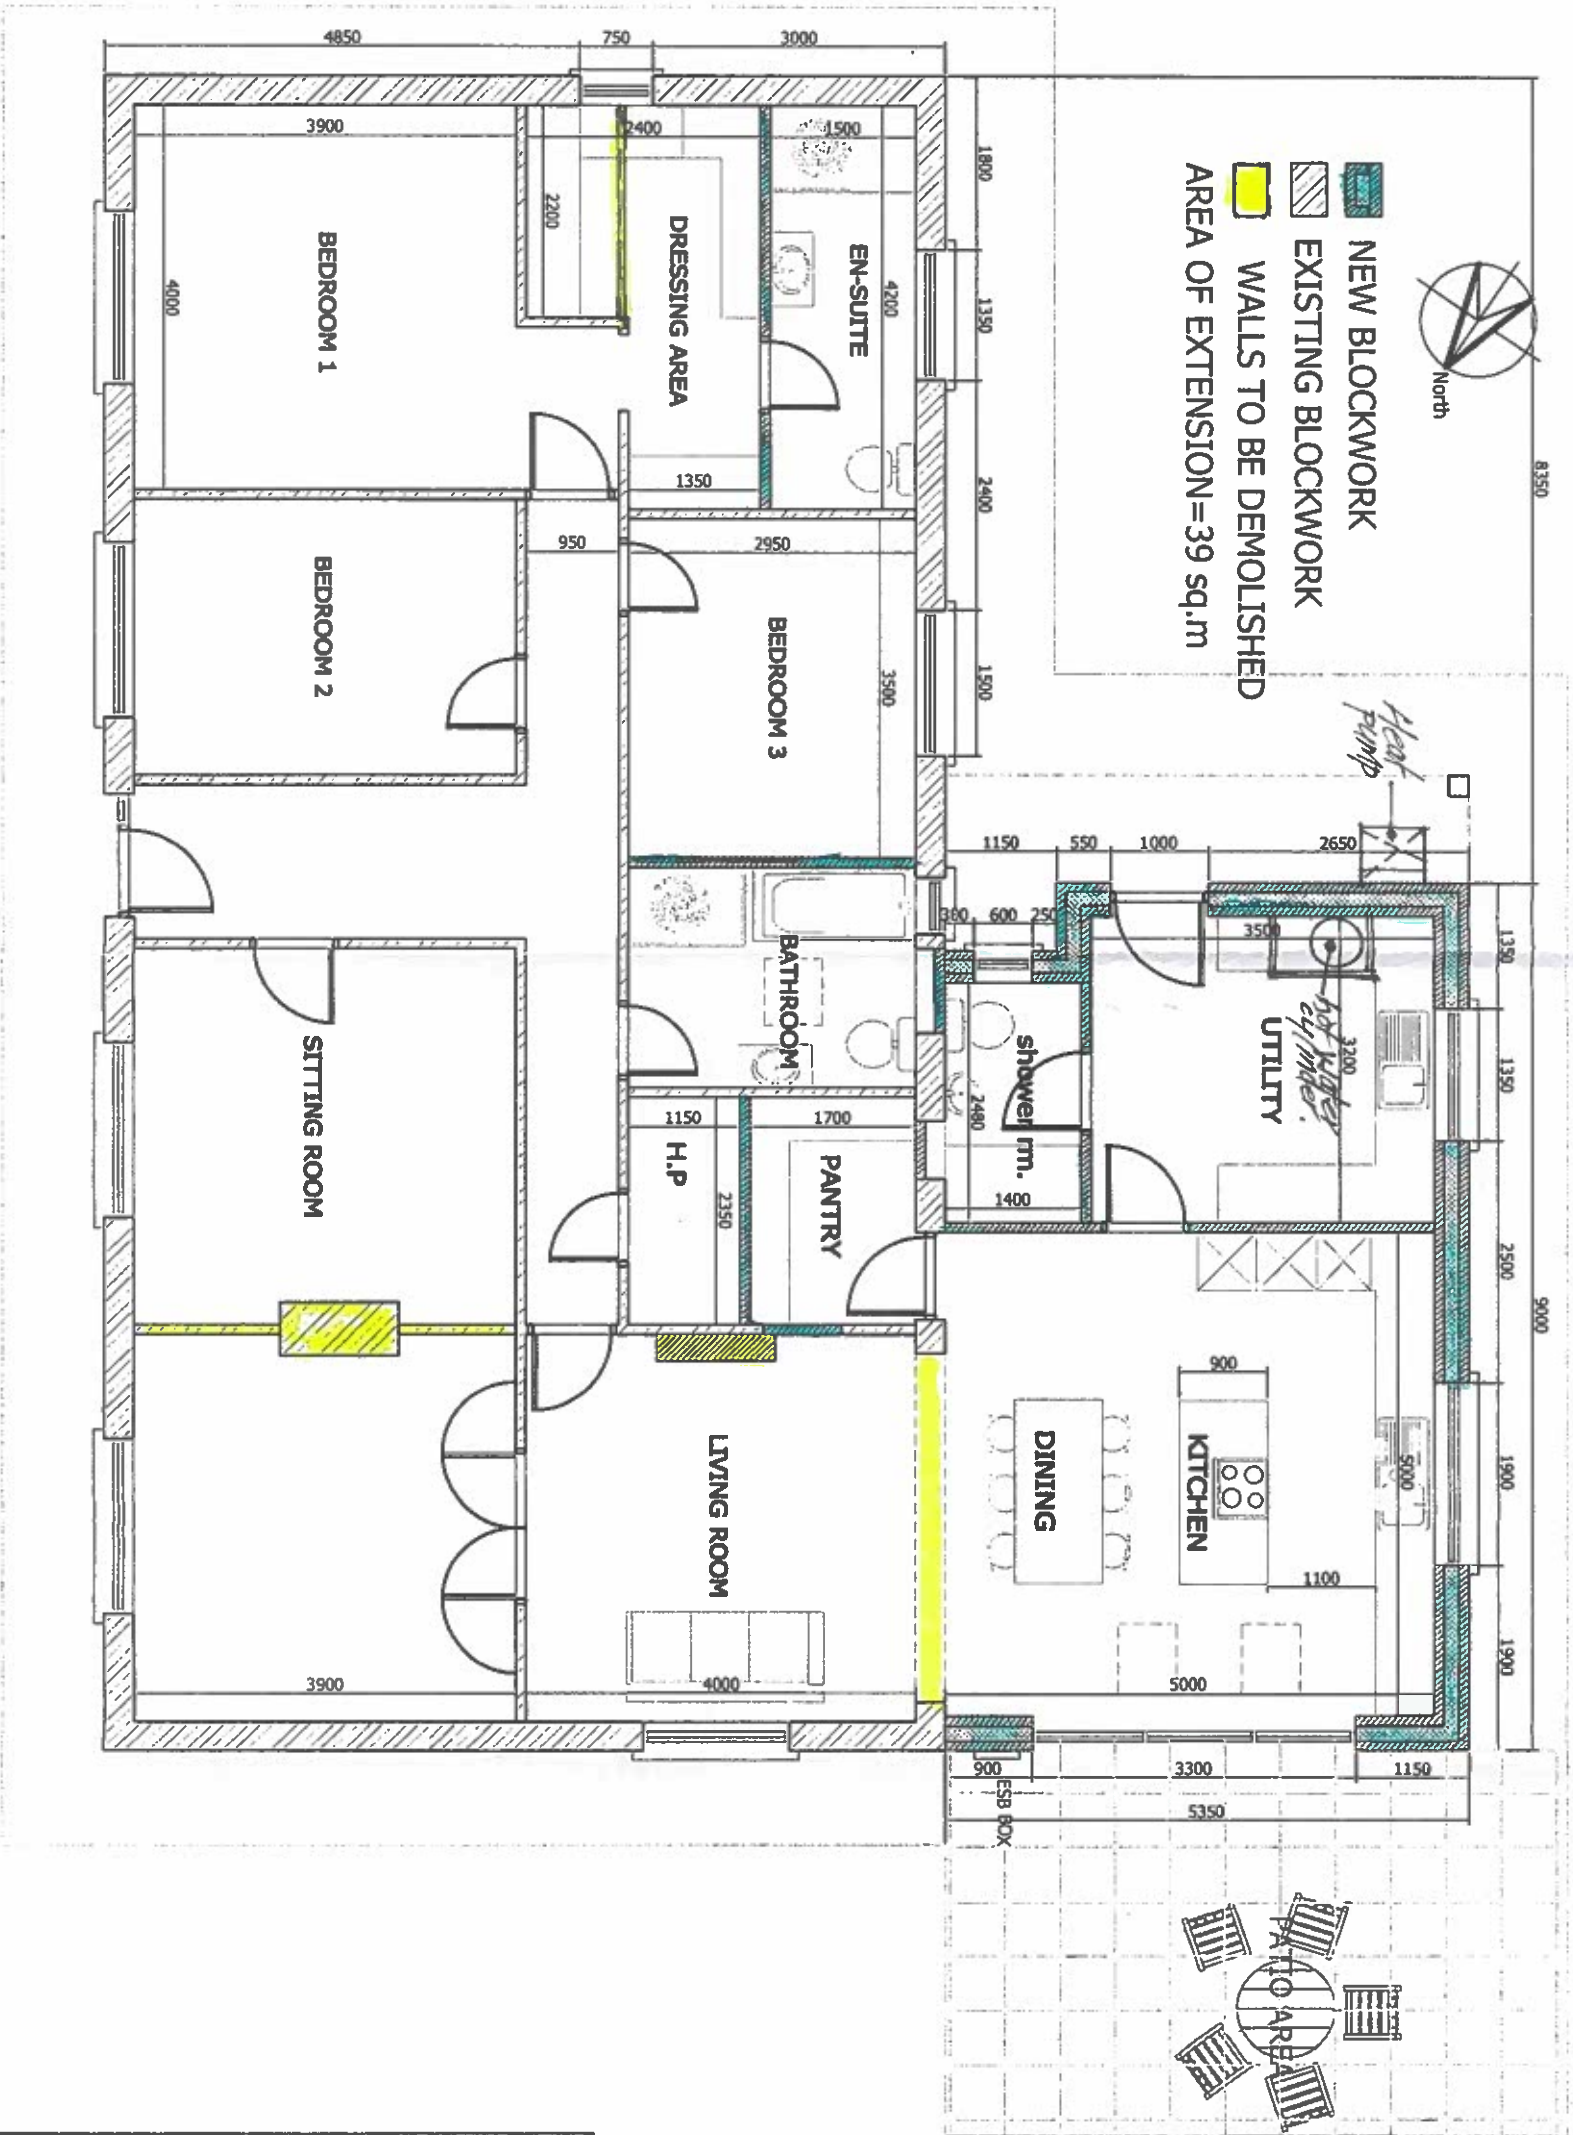 NEW BLOCKWORK
EXISTING BLOCKWORK
WALLS TO BE DEMOLISHED
AREA OF EXTENSION=39 sq.m
North
8350
9000
4850
750
3000
1800
1350
2400
1500
3900
4000
BEDROOM 1
2200
2400
DRESSING AREA
1350
1500
EN-SUITE
4200
BEDROOM 2
950
2950
BEDROOM 3
3500
Heat
pump
1150
550
1000
2650
300
600
250
3500
hot water
cylinder.
3200
UTILITY
1350
1350
2500
1900
1900
BATHROOM
shower rm.
2480
1400
SITTING ROOM
1150
H.P
2350
1700
PANTRY
900
KITCHEN
5000
1100
DINING
5000
LIVING ROOM
4000
3900
900
3300
1150
5350
ESB BOX
PATIO AREA